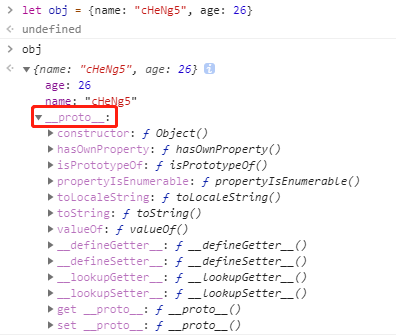 > let obj = {name: "cHeNg5", age: 26}
< undefined
> obj
< ▼ {name: "cHeNg5", age: 26} i
age: 26
name: "cHeNg5"
▼ __proto__:
▶ constructor: ƒ Object()
▶ hasOwnProperty: ƒ hasOwnProperty()
▶ isPrototypeOf: ƒ isPrototypeOf()
▶ propertyIsEnumerable: ƒ propertyIsEnumerable()
▶ toLocaleString: ƒ toLocaleString()
▶ toString: ƒ toString()
▶ valueOf: ƒ valueOf()
▶ __defineGetter__: ƒ __defineGetter__()
▶ __defineSetter__: ƒ __defineSetter__()
▶ __lookupGetter__: ƒ __lookupGetter__()
▶ __lookupSetter__: ƒ __lookupSetter__()
▶ get __proto__: ƒ __proto__()
▶ set __proto__: ƒ __proto__()